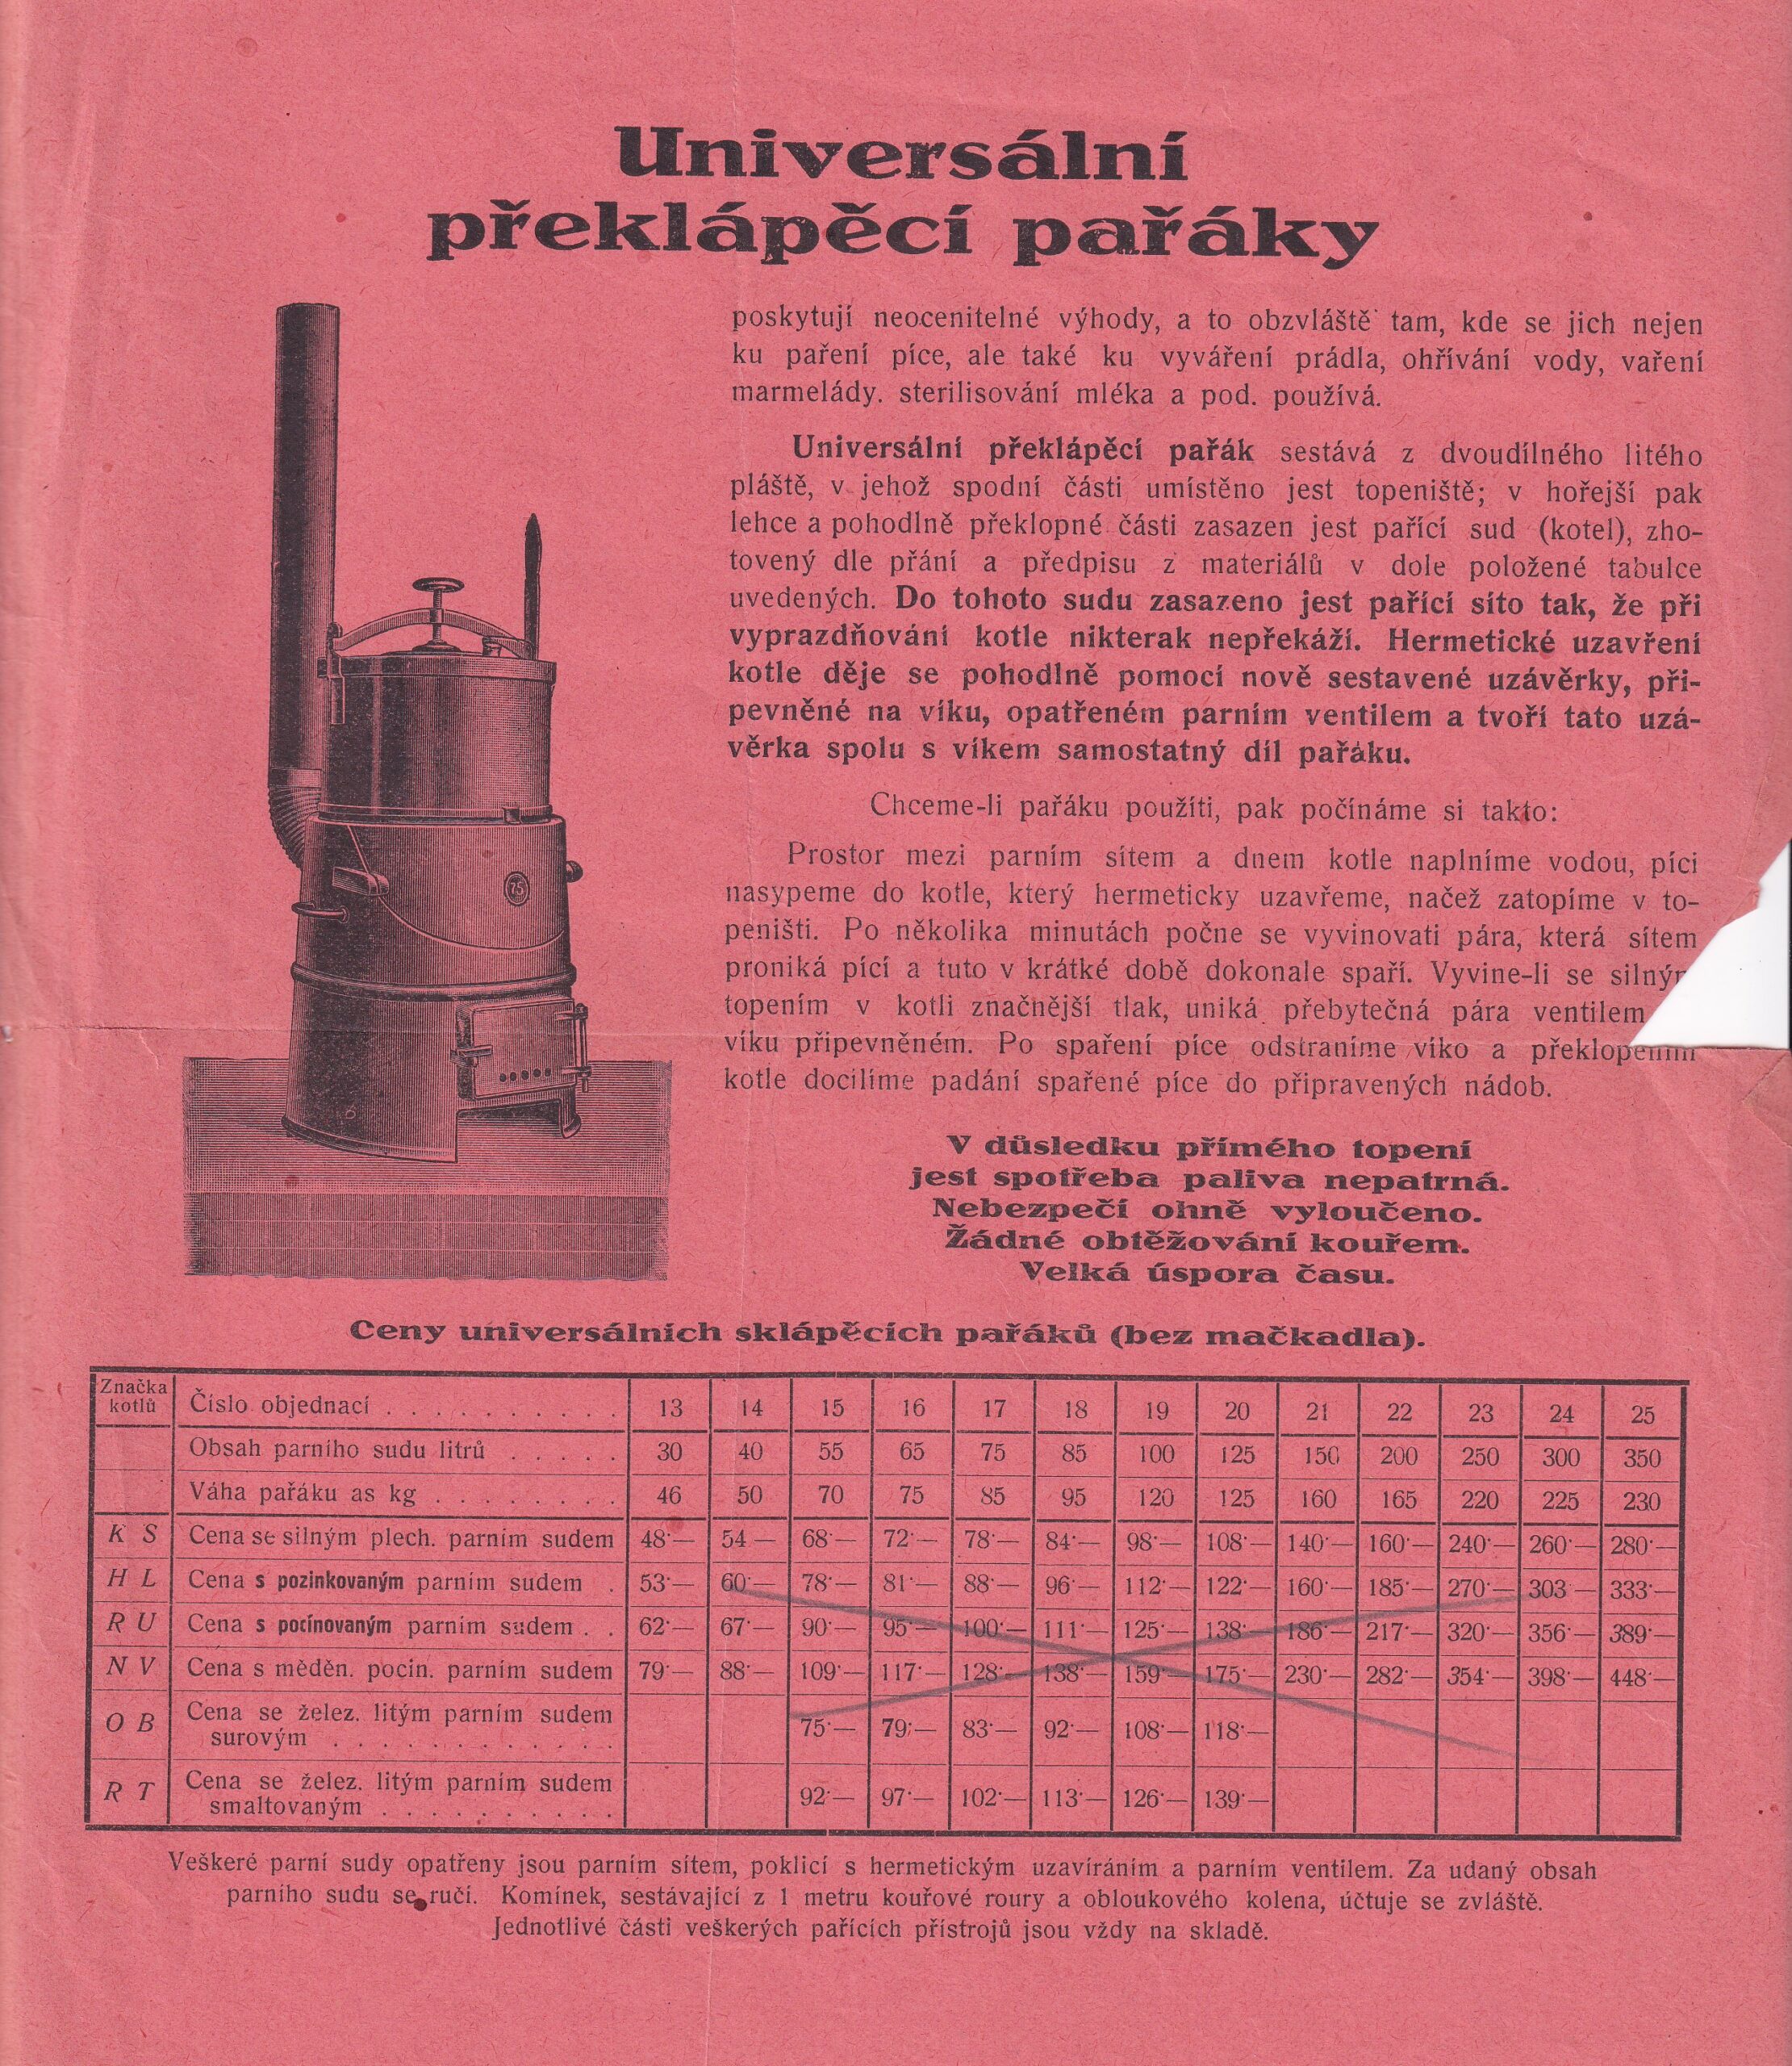 Universální
překlápěcí pařáky
poskytují neocenitelné výhody, a to obzvláště tam, kde se jich nejen
ku paření píce, ale také ku vyváření prádla, ohřívání vody, vaření
marmelády. sterilisování mléka a pod. používá.
Universální překlápěcí pařák sestává z dvoudílného litého
pláště, v jehož spodní části umístěno jest topeniště; v hořejší pak
lehce a pohodlně překlopné části zasazen jest pařící sud (kotel), zho-
tovený dle přání a předpisu z materiálů v dole položené tabulce
uvedených. Do tohoto sudu zasazeno jest pařící síto tak, že při
vyprazdňování kotle nikterak nepřekáží. Hermetické uzavření
kotle děje se pohodlně pomocí nově sestavené uzávěrky, při-
pevněné na víku, opatřeném parním ventilem a tvoří tato uzá-
věrka spolu s víkem samostatný díl pařáku.
Chceme-li pařáku použíti, pak počínáme si takto:
Prostor mezi parním sítem a dnem kotle naplníme vodou, píci
nasypeme do kotle, který hermeticky uzavřeme, načež zatopíme v to-
peništi. Po několika minutách počne se vyvinovati pára, která sítem
proniká pící a tuto v krátké době dokonale spaří. Vyvine-li se silným
topením v kotli značnější tlak, uniká přebytečná pára ventilem
víku připevněném. Po spaření píce odstraníme víko a překlopením
kotle docilíme padání spařené píce do připravených nádob.
75
V důsledku přímého topení
jest spotřeba paliva nepatrná.
Nebezpečí ohně vyloučeno.
Žádné obtěžování kouřem.
Velká úspora času.
Ceny universálních sklápěcích pařáků (bez mačkadla).
Značka kotlů Číslo objednací . . . . . . . . . . 13 14 15 16 17 18 19 20 21 22 23 24 25
Obsah parního sudu litrů . . . . . 30 40 55 65 75 85 100 125 150 200 250 300 350
Váha pařáku as kg . . . . . . . . 46 50 70 75 85 95 120 125 160 165 220 225 230
K S Cena se silným plech. parním sudem 48·— 54 — 68·— 72·— 78·— 84·— 98·— 108·— 140·— 160·— 240·— 260·— 280·—
H L Cena s pozinkovaným parním sudem . 53·— 60·— 78·— 81·— 88·— 96·— 112·— 122·— 160·— 185·— 270·— 303·— 333·—
R U Cena s pocínovaným parním sudem . . 62·— 67·— 90·— 95·— 100·— 111·— 125·— 138·— 186·— 217·— 320·— 356·— 389·—
N V Cena s měděn. pocin. parním sudem 79·— 88·— 109·— 117·— 128·— 138·— 159·— 175·— 230·— 282·— 354·— 398·— 448·—
O B Cena se želez. litým parním sudem
surovým . . . . . . . . . . . . 75·— 79·— 83·— 92·— 108·— 118·—
R T Cena se želez. litým parním sudem
smaltovaným . . . . . . . . . . 92·— 97·— 102·— 113·— 126·— 139·—
Veškeré parní sudy opatřeny jsou parním sítem, poklicí s hermetickým uzavíráním a parním ventilem. Za udaný obsah
parního sudu se ručí. Komínek, sestávající z 1 metru kouřové roury a obloukového kolena, účtuje se zvláště.
Jednotlivé části veškerých pařících přístrojů jsou vždy na skladě.